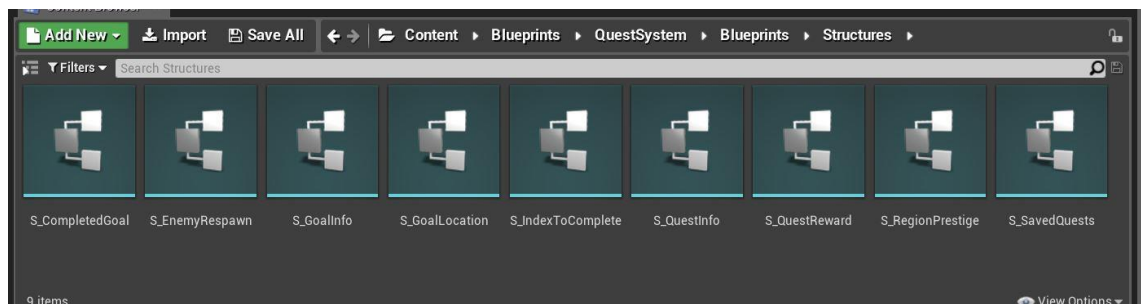 Add New Import Save All Content Blueprints QuestSystem Blueprints Structures
Filters Search Structures
S_CompletedGoal S_EnemyRespawn S_GoalInfo S_GoalLocation S_IndexToComplete S_QuestInfo S_QuestReward S_RegionPrestige S_SavedQuests
9 items View Options